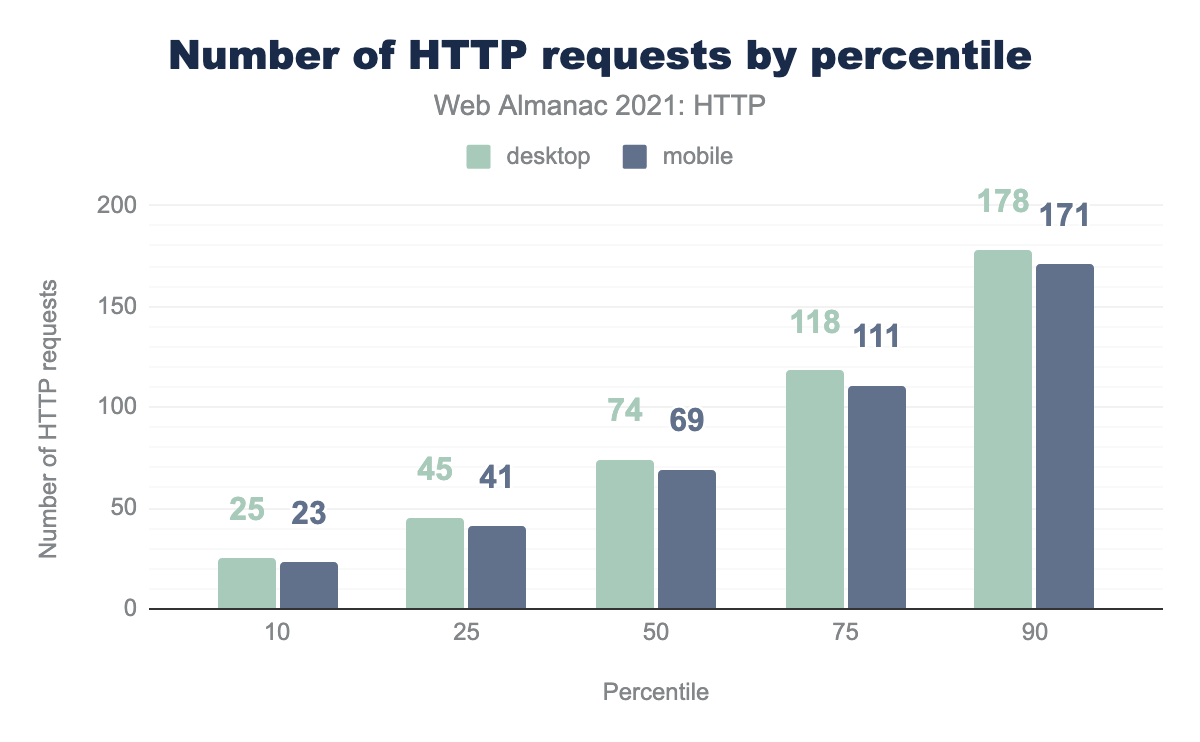 Number of HTTP requests by percentile
Web Almanac 2021: HTTP
desktop mobile
Number of HTTP requests
200
150
100
50
0
25 23
45 41
74 69
118 111
178 171
10 25 50 75 90
Percentile